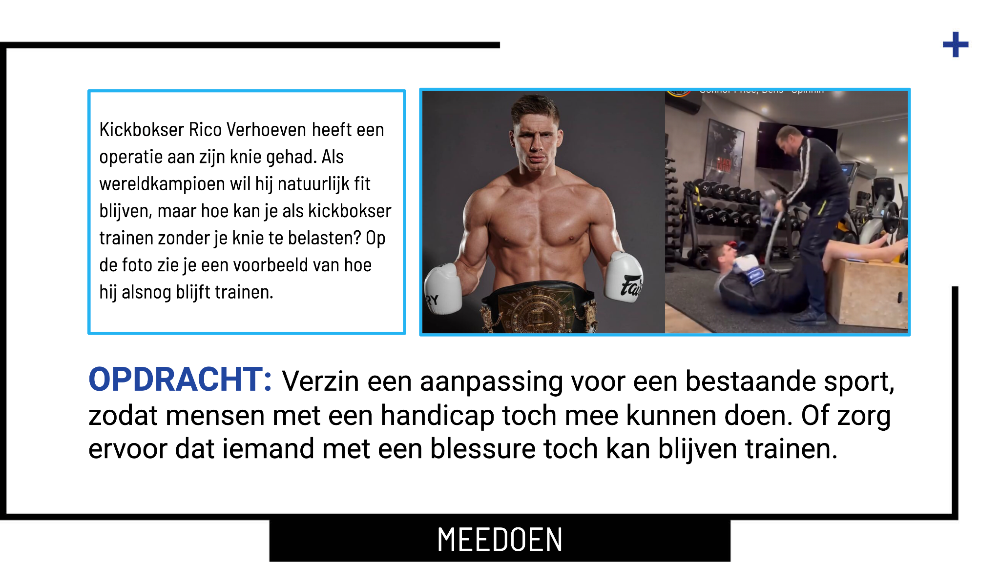 Kickbokser Rico Verhoeven heeft een
operatie aan zijn knie gehad. Als
wereldkampioen wil hij natuurlijk fit
blijven, maar hoe kan je als kickbokser
trainen zonder je knie te belasten? Op
de foto zie je een voorbeeld van hoe
hij alsnog blijft trainen.
OPDRACHT: Verzin een aanpassing voor een bestaande sport,
zodat mensen met een handicap toch mee kunnen doen. Of zorg
ervoor dat iemand met een blessure toch kan blijven trainen.
MEEDOEN